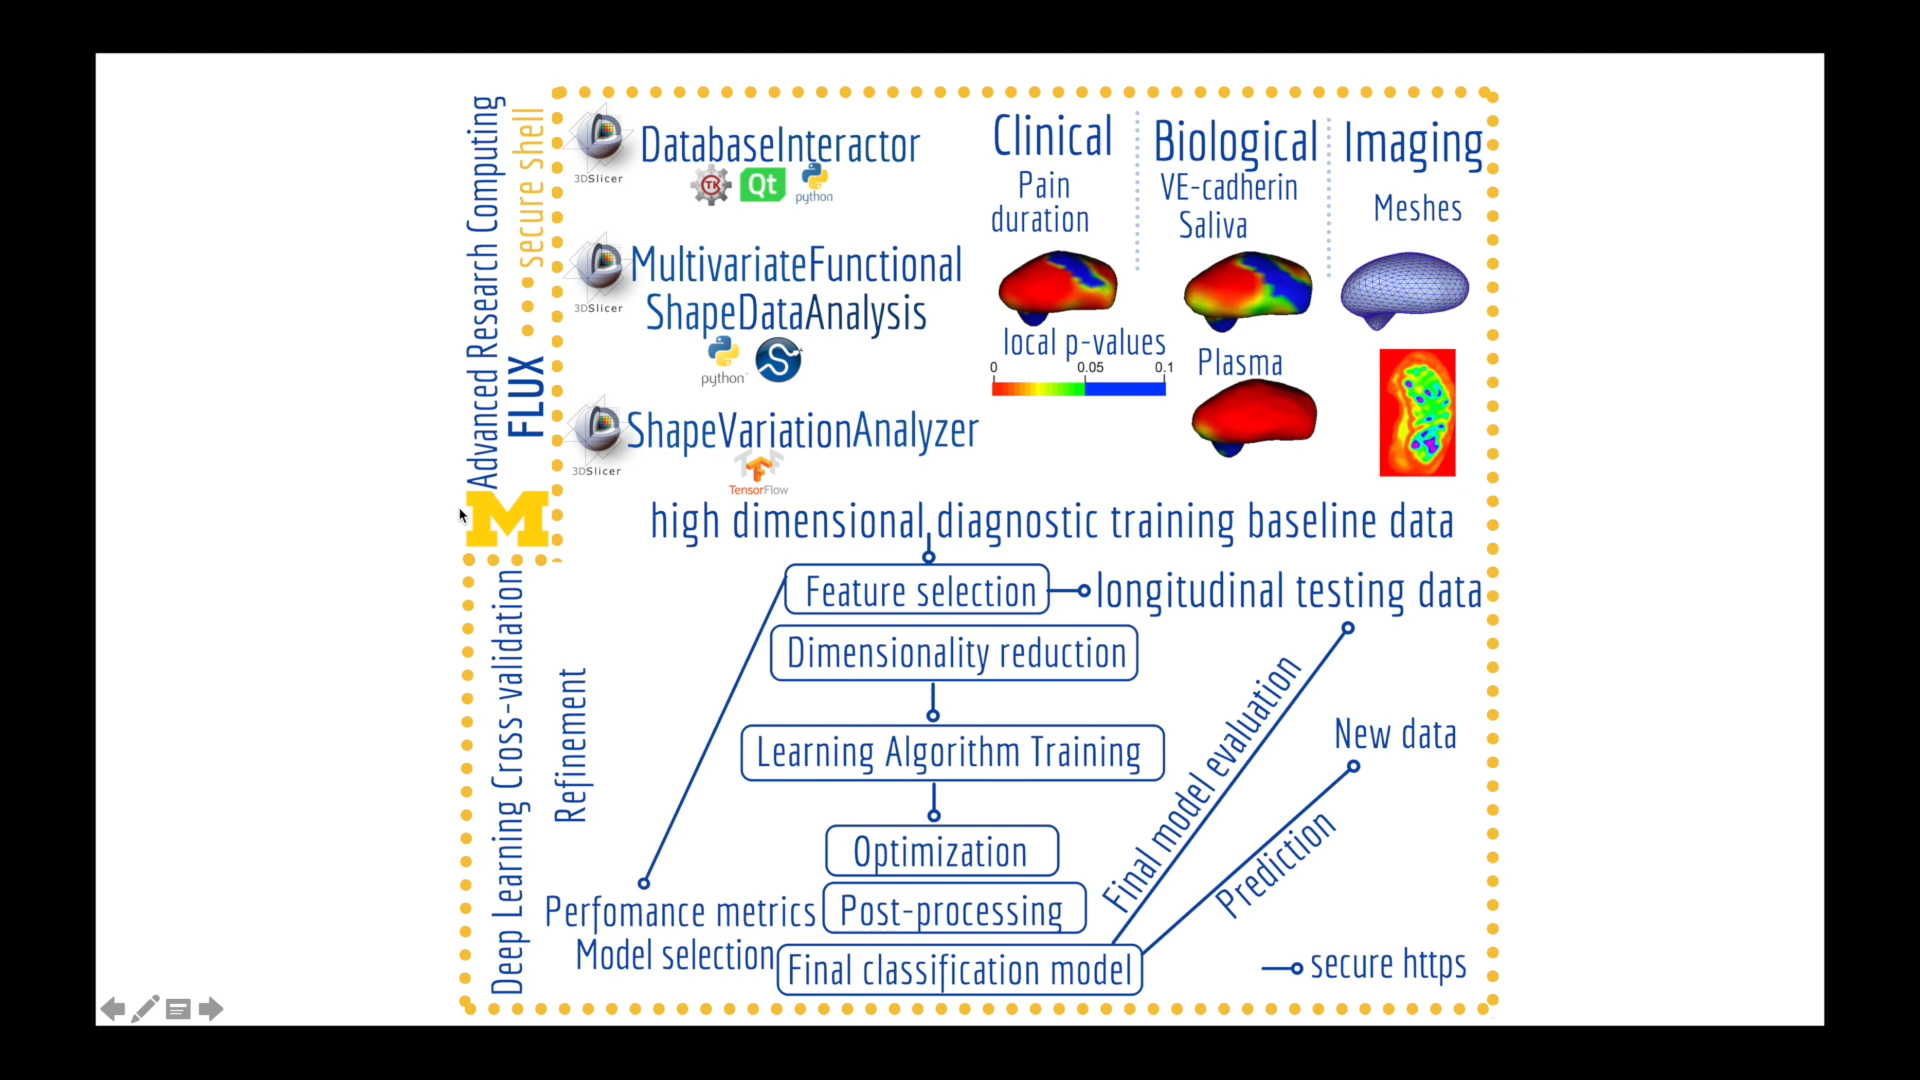 Advanced Research Computing
FLUX
secure shell
3DSlicer
DatabaseInteractor
TK
Qt
python
3DSlicer
MultivariateFunctional
ShapeDataAnalysis
python
3DSlicer
ShapeVariationAnalyzer
TensorFlow
Clinical
Pain
duration
local p-values
0 0.05 0.1
Biological
VE-cadherin
Saliva
Plasma
Imaging
Meshes
M
high dimensional diagnostic training baseline data
Feature selection
longitudinal testing data
Dimensionality reduction
Learning Algorithm Training
Optimization
Post-processing
Final classification model
Deep Learning Cross-validation
Refinement
Perfomance metrics
Model selection
Final model evaluation
New data
Prediction
secure https